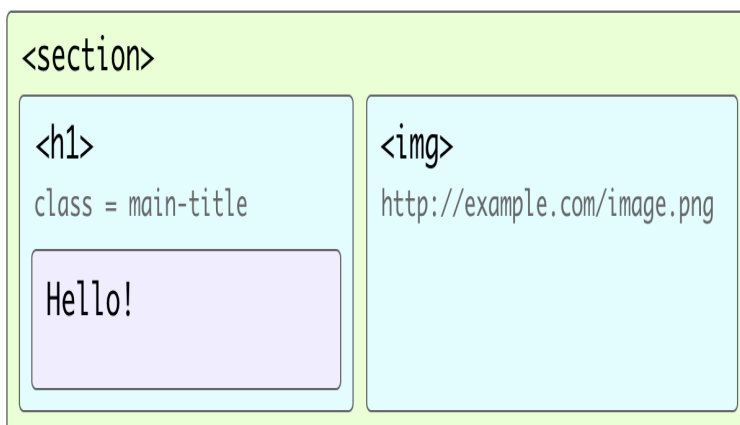 <section>
<h1>
class = main-title
Hello!
<img>
http://example.com/image.png